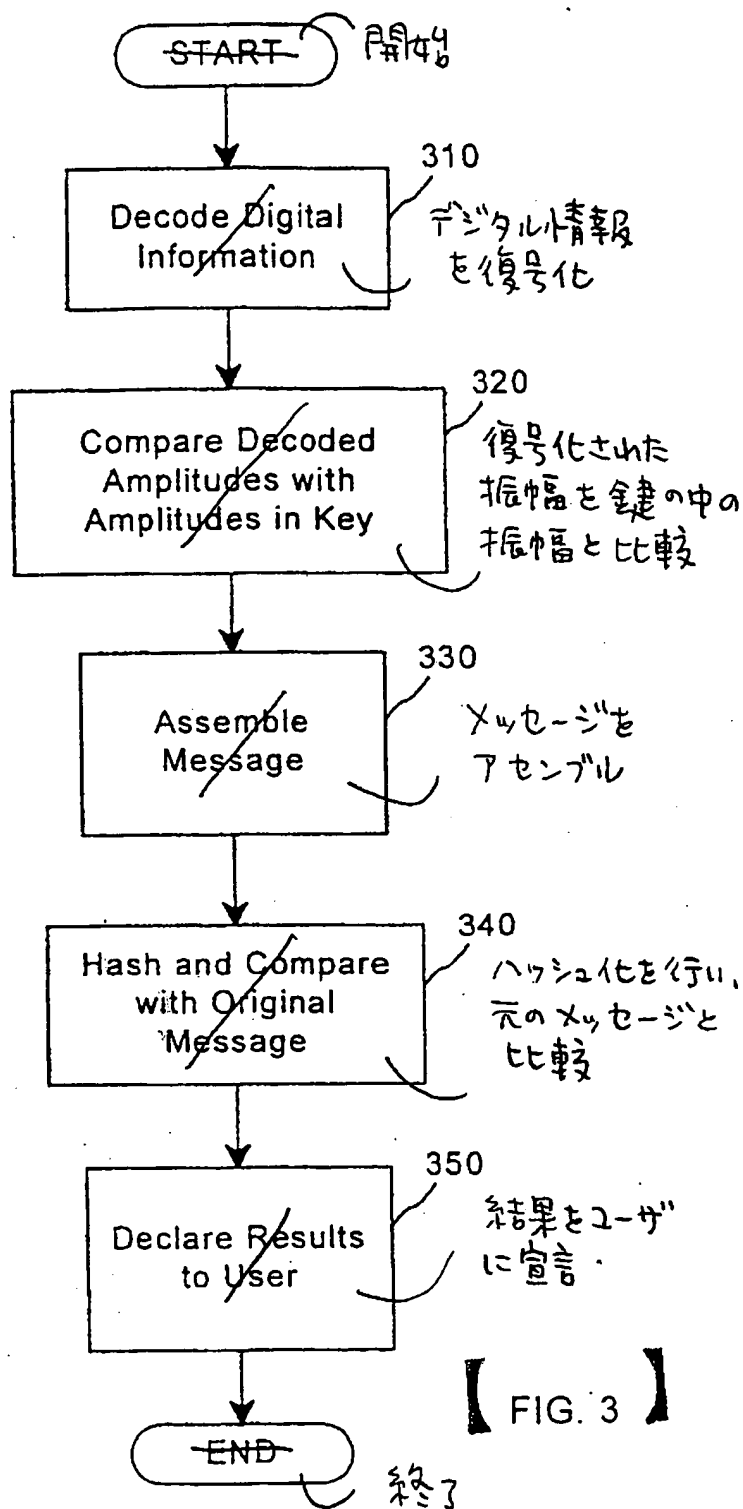 START
開始
310
Decode Digital
Information
デジタル情報
を復号化
320
Compare Decoded
Amplitudes with
Amplitudes in Key
復号化された
振幅を鍵の中の
振幅と比較
330
Assemble
Message
メッセージを
アセンブル
340
Hash and Compare
with Original
Message
ハッシュ化を行い、
元のメッセージと
比較
350
Declare Results
to User
結果をユーザ
に宣言
【 FIG. 3 】
END
終了